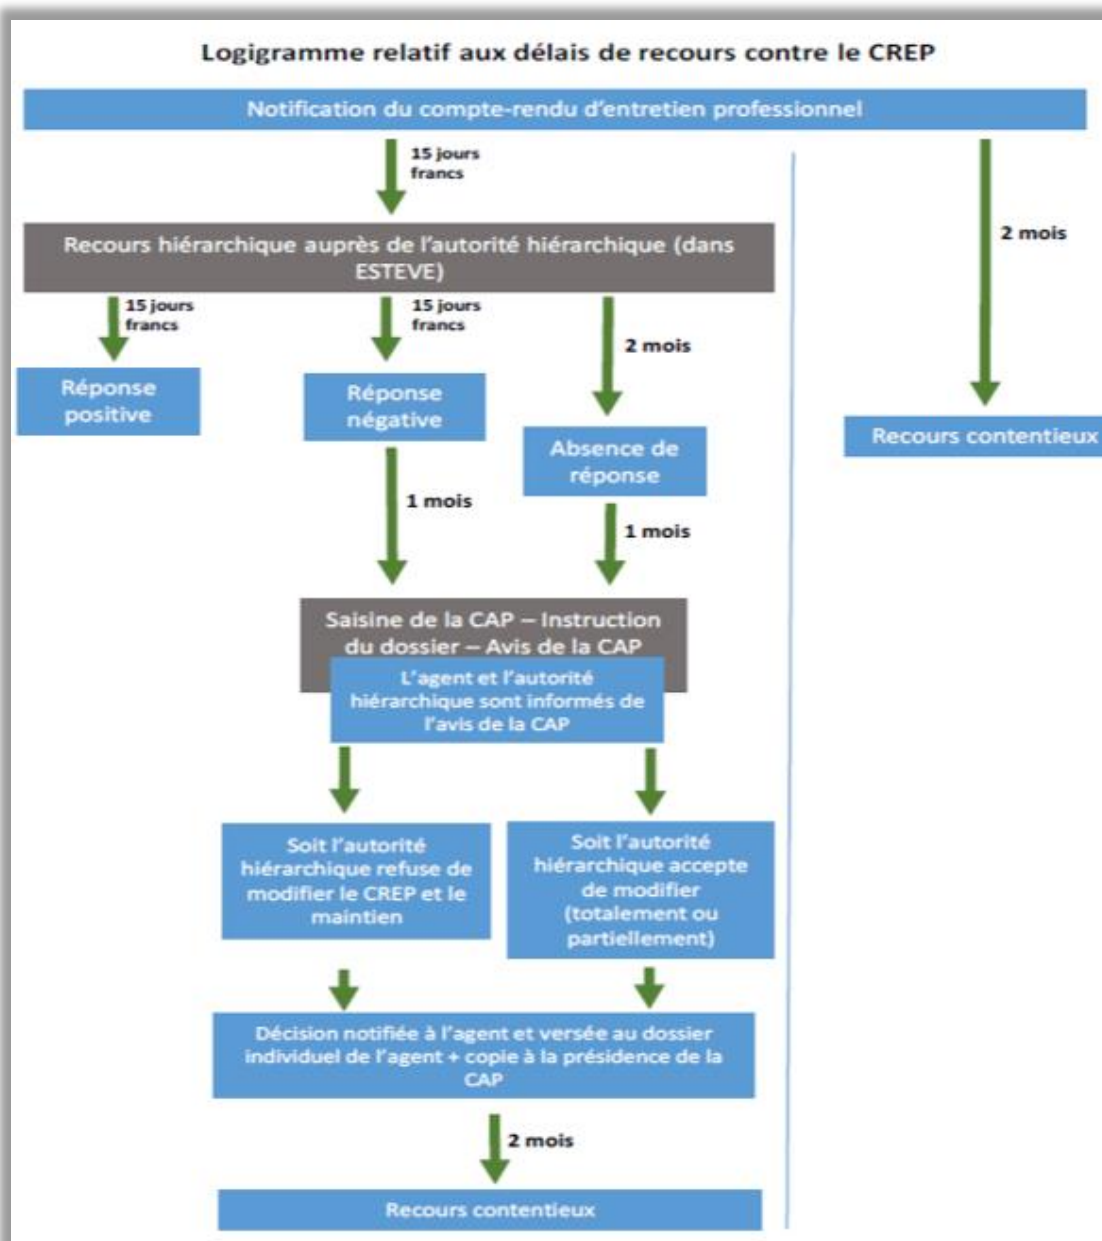 Logigramme relatif aux délais de recours contre le CREP
Notification du compte-rendu d'entretien professionnel
15 jours
francs
2 mois
Recours hiérarchique auprès de l'autorité hiérarchique (dans
ESTEVE)
15 jours
francs
15 jours
francs
2 mois
Réponse
positive
Réponse
négative
Absence de
réponse
Recours contentieux
1 mois
1 mois
Saisine de la CAP – Instruction
du dossier – Avis de la CAP
L'agent et l'autorité
hiérarchique sont informés de
l'avis de la CAP
Soit l'autorité
hiérarchique refuse de
modifier le CREP et le
maintien
Soit l'autorité
hiérarchique accepte
de modifier
(totalement ou
partiellement)
Décision notifiée à l'agent et versée au dossier
individuel de l'agent + copie à la présidence de la
CAP
2 mois
Recours contentieux